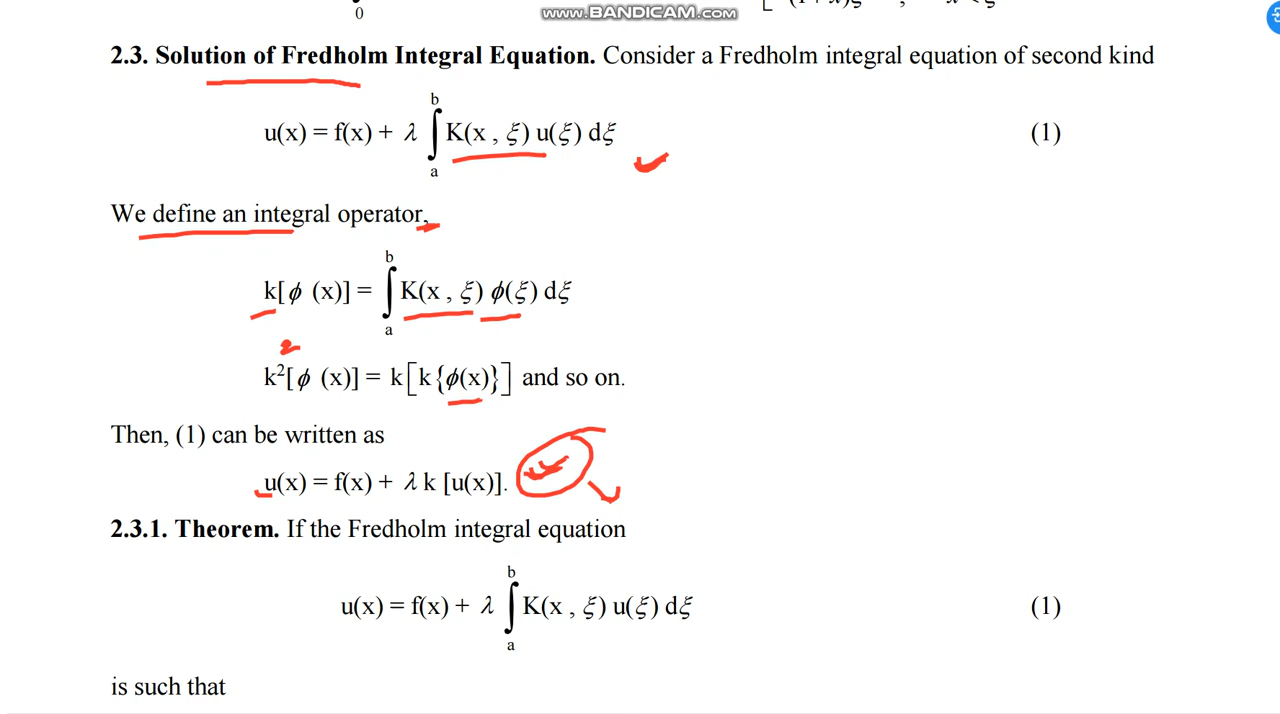 www.BANDICAM.com
0
2.3. Solution of Fredholm Integral Equation. Consider a Fredholm integral equation of second kind
u(x) = f(x) + λ ∫_a^b K(x , ξ) u(ξ) dξ (1)
We define an integral operator,
k[ϕ (x)] = ∫_a^b K(x , ξ) ϕ(ξ) dξ
2
k²[ϕ (x)] = k[k{ϕ(x)}] and so on.
Then, (1) can be written as
u(x) = f(x) + λ k [u(x)].
2.3.1. Theorem. If the Fredholm integral equation
u(x) = f(x) + λ ∫_a^b K(x , ξ) u(ξ) dξ (1)
is such that